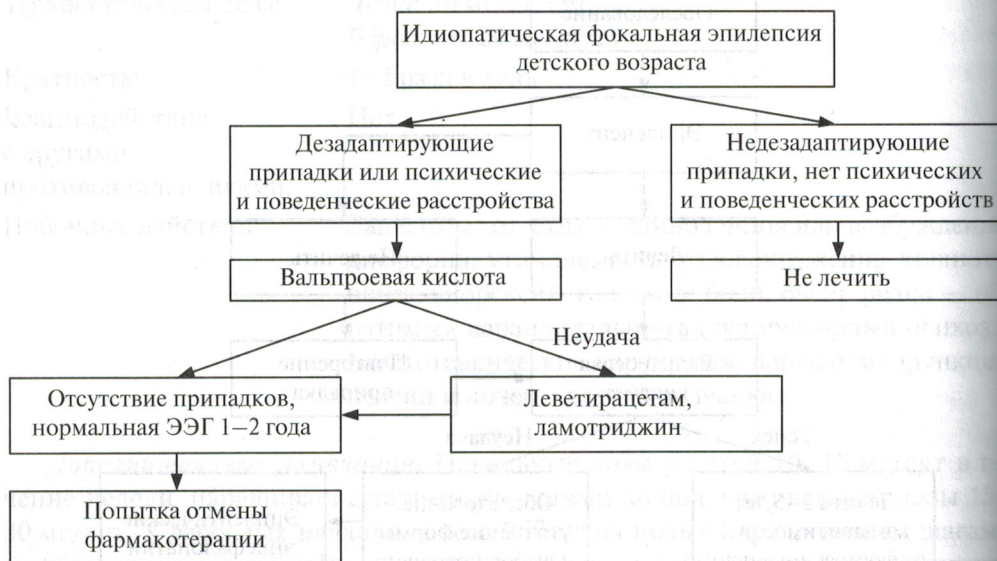 Идиопатическая фокальная эпилепсия
детского возраста
Дезадаптирующие
припадки или психические
и поведенческие расстройства
Недезадаптирующие
припадки, нет психических
и поведенческих расстройств
Вальпроевая кислота
Не лечить
Неудача
Отсутствие припадков,
нормальная ЭЭГ 1–2 года
Леветирацетам,
ламотриджин
Попытка отмены
фармакотерапии